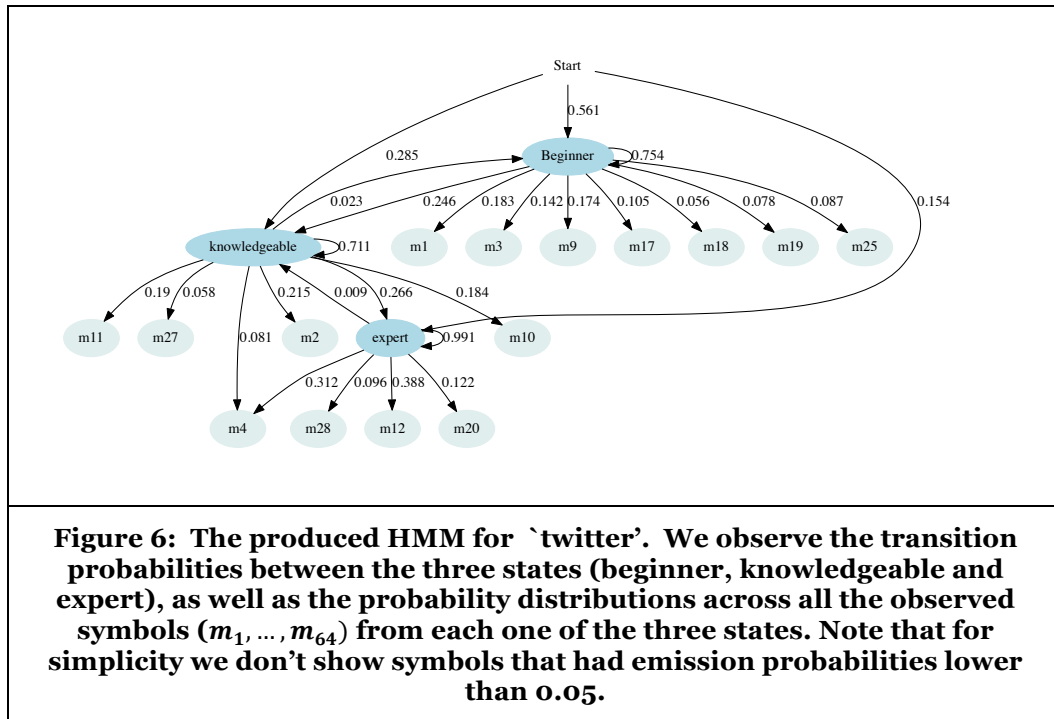 Start
0.561
0.285 Beginner 0.754
0.023 0.246 0.183 0.142 0.174 0.105 0.056 0.078 0.087 0.154
knowledgeable 0.711 m1 m3 m9 m17 m18 m19 m25
0.19 0.058 0.215 0.009 0.266 0.184
m11 m27 0.081 m2 expert 0.991 m10
0.312 0.096 0.388 0.122
m4 m28 m12 m20
Figure 6: The produced HMM for `twitter’. We observe the transition
probabilities between the three states (beginner, knowledgeable and
expert), as well as the probability distributions across all the observed
symbols (𝒎₁, … , 𝒎₆₄) from each one of the three states. Note that for
simplicity we don’t show symbols that had emission probabilities lower
than 0.05.